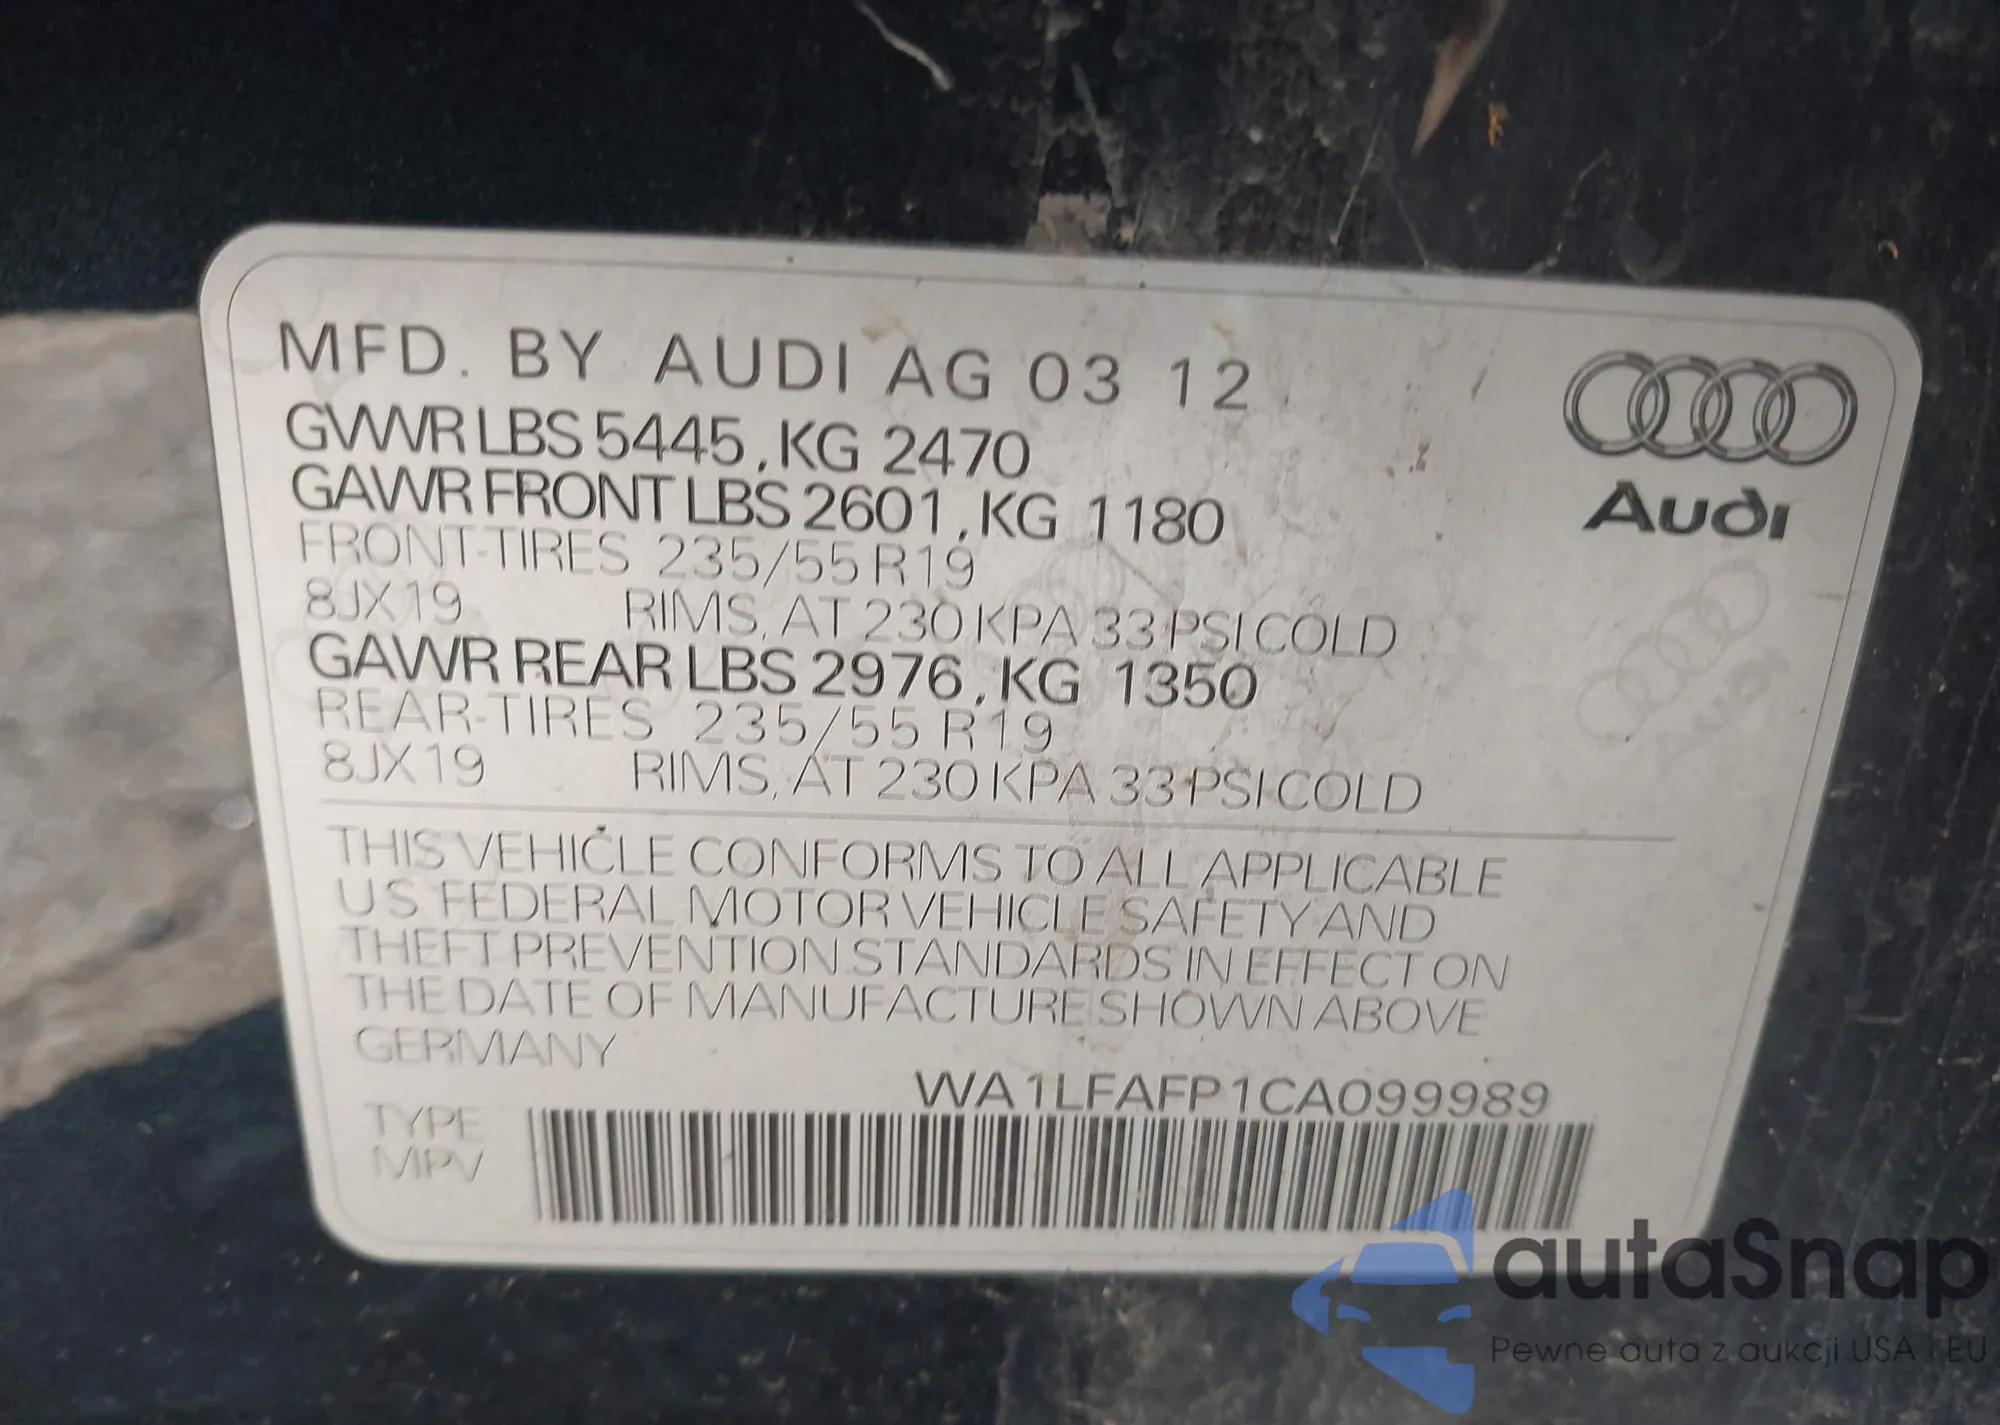 MFD. BY AUDI AG 03 12
GVWR LBS 5445, KG 2470
GAWR FRONT LBS 2601, KG 1180
FRONT-TIRES 235/55 R19
8JX19 RIMS, AT 230 KPA 33 PSI COLD
GAWR REAR LBS 2976, KG 1350
REAR-TIRES 235/55 R19
8JX19 RIMS, AT 230 KPA 33 PSI COLD
Audi
Audi
THIS VEHICLE CONFORMS TO ALL APPLICABLE
US FEDERAL MOTOR VEHICLE SAFETY AND
THEFT PREVENTION STANDARDS IN EFFECT ON
THE DATE OF MANUFACTURE SHOWN ABOVE
GERMANY
WA1LFAFP1CA099989
TYPE
MPV
autaSnap
Pewne auta z aukcji USA i EU